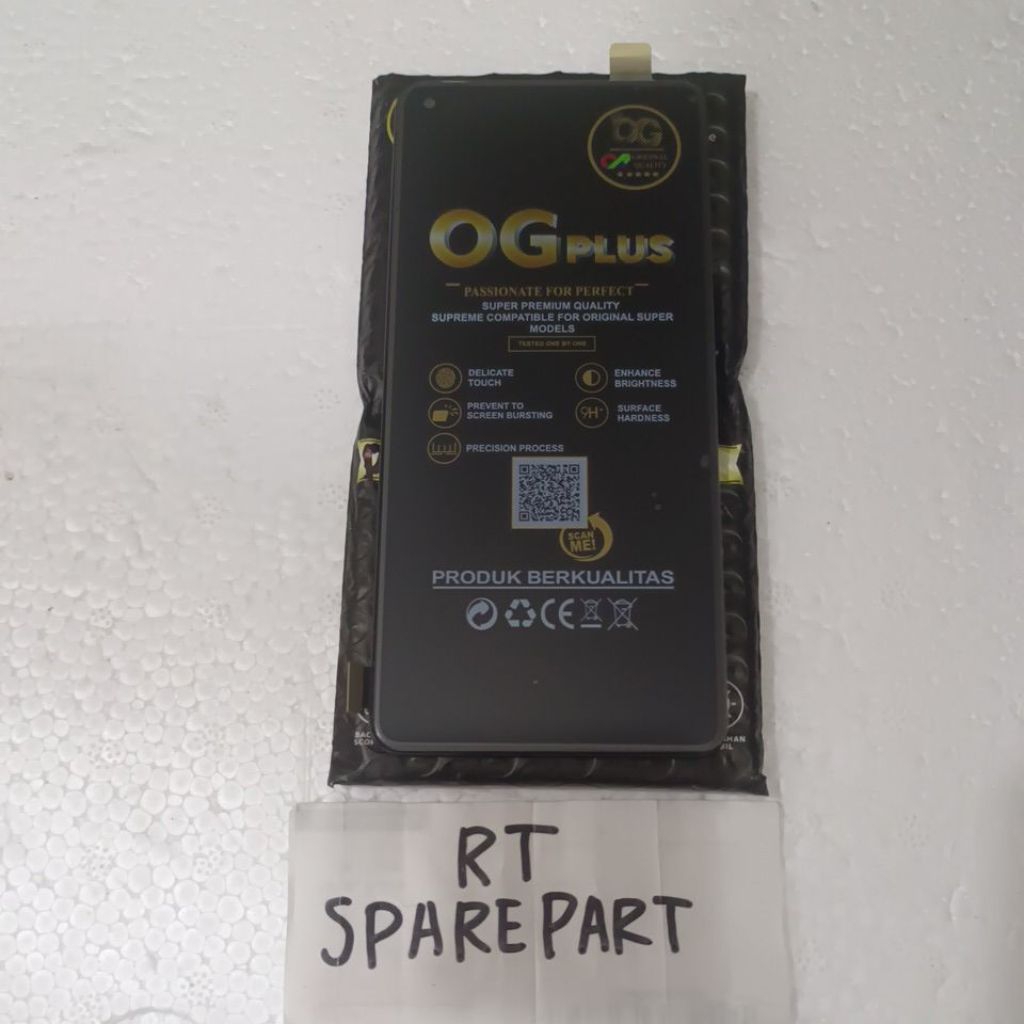 OG
ORIGINAL
QUALITY
OG PLUS
PASSIONATE FOR PERFECT
SUPER PREMIUM QUALITY
SUPREME COMPATIBLE FOR ORIGINAL SUPER
MODELS
TESTED ONE BY ONE
DELICATE
TOUCH
ENHANCE
BRIGHTNESS
PREVENT TO
SCREEN BURSTING
9H+
SURFACE
HARDNESS
PRECISION PROCESS
SCAN
ME!
PRODUK BERKUALITAS
CE
RT
SPAREPART